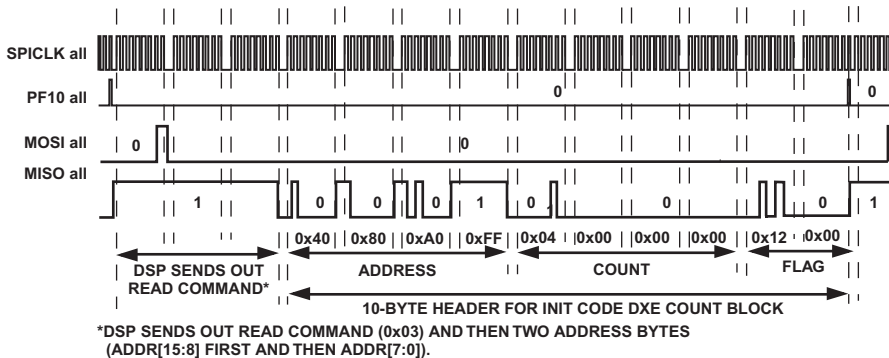 SPICLK all
PF10 all 0 0
MOSI all 0 0
MISO all
1 0 0 0 1 0 0 0 1
0x40 0x80 0xA0 0xFF 0x04 0x00 0x00 0x00 0x12 0x00
DSP SENDS OUT READ COMMAND*
ADDRESS
COUNT
FLAG
10-BYTE HEADER FOR INIT CODE DXE COUNT BLOCK
*DSP SENDS OUT READ COMMAND (0x03) AND THEN TWO ADDRESS BYTES
(ADDR[15:8] FIRST AND THEN ADDR[7:0]).